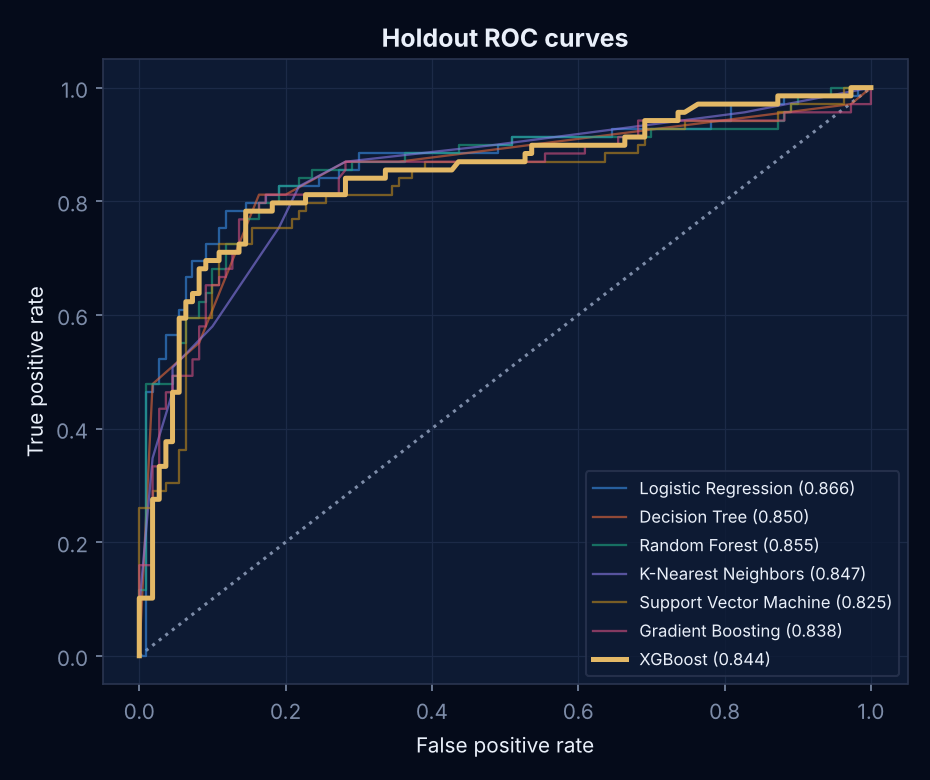 Holdout ROC curves
1.0
0.8
0.6
0.4
0.2
0.0
True positive rate
Logistic Regression (0.866)
Decision Tree (0.850)
Random Forest (0.855)
K-Nearest Neighbors (0.847)
Support Vector Machine (0.825)
Gradient Boosting (0.838)
XGBoost (0.844)
0.0 0.2 0.4 0.6 0.8 1.0
False positive rate